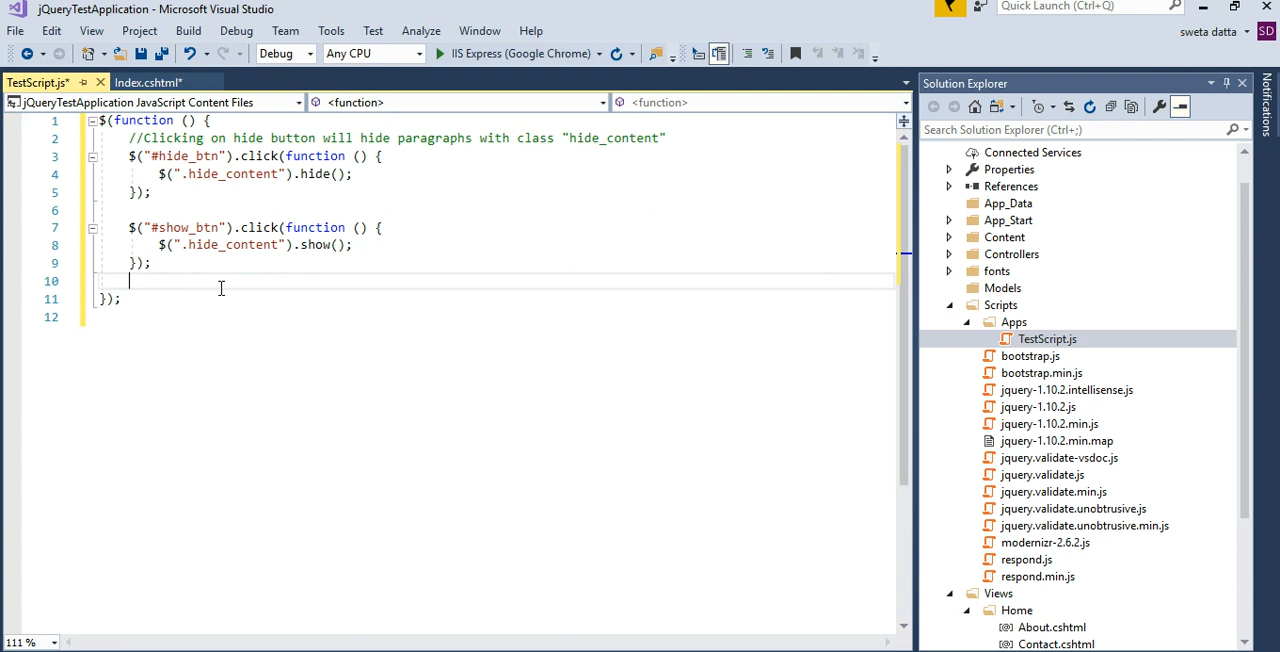 jQueryTestApplication - Microsoft Visual Studio
Quick Launch (Ctrl+Q)
File Edit View Project Build Debug Team Tools Test Analyze Window Help
sweta datta SD
Debug Any CPU IIS Express (Google Chrome)
TestScript.js* Index.cshtml*
jQueryTestApplication JavaScript Content Files <function> <function>
1 $(function () {
2 //Clicking on hide button will hide paragraphs with class "hide_content"
3 $("#hide_btn").click(function () {
4 $(".hide_content").hide();
5 });
6
7 $("#show_btn").click(function () {
8 $(".hide_content").show();
9 });
10
11 });
12
111 %
Solution Explorer
Search Solution Explorer (Ctrl+;)
Connected Services
Properties
References
App_Data
App_Start
Content
Controllers
fonts
Models
Scripts
Apps
TestScript.js
bootstrap.js
bootstrap.min.js
jquery-1.10.2.intellisense.js
jquery-1.10.2.js
jquery-1.10.2.min.js
jquery-1.10.2.min.map
jquery.validate-vsdoc.js
jquery.validate.js
jquery.validate.min.js
jquery.validate.unobtrusive.js
jquery.validate.unobtrusive.min.js
modernizr-2.6.2.js
respond.js
respond.min.js
Views
Home
About.cshtml
Contact.cshtml
Notifications